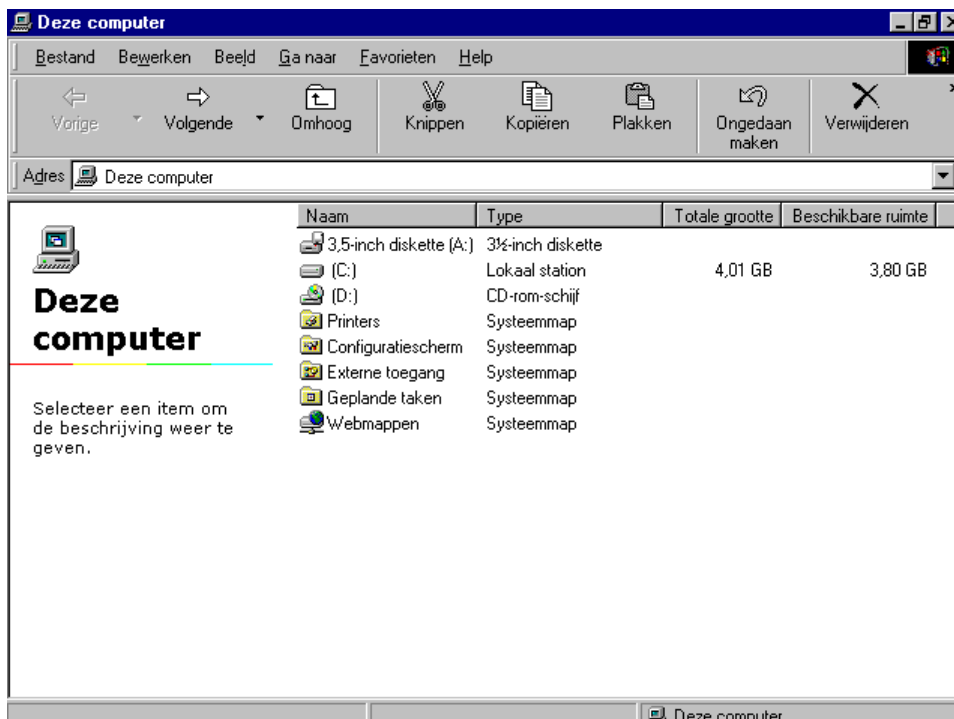 Deze computer
Bestand Bewerken Beeld Ga naar Favorieten Help
Vorige Volgende Omhoog Knippen Kopiëren Plakken Ongedaan maken Verwijderen
Adres Deze computer
Deze computer
Selecteer een item om
de beschrijving weer te
geven.
Naam Type Totale grootte Beschikbare ruimte
3,5-inch diskette (A:) 3½-inch diskette
(C:) Lokaal station 4,01 GB 3,80 GB
(D:) CD-rom-schijf
Printers Systeemmap
Configuratiescherm Systeemmap
Externe toegang Systeemmap
Geplande taken Systeemmap
Webmappen Systeemmap
Deze computer